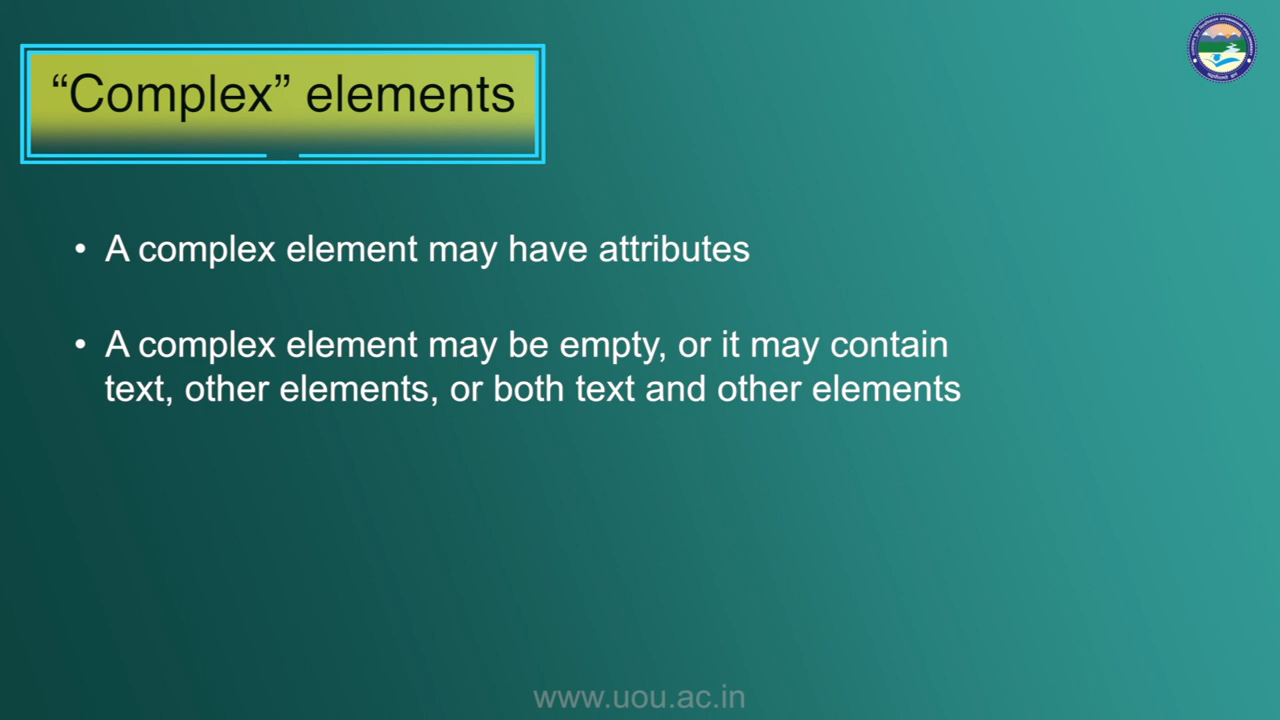 “Complex” elements
• A complex element may have attributes
• A complex element may be empty, or it may contain
text, other elements, or both text and other elements
www.uou.ac.in